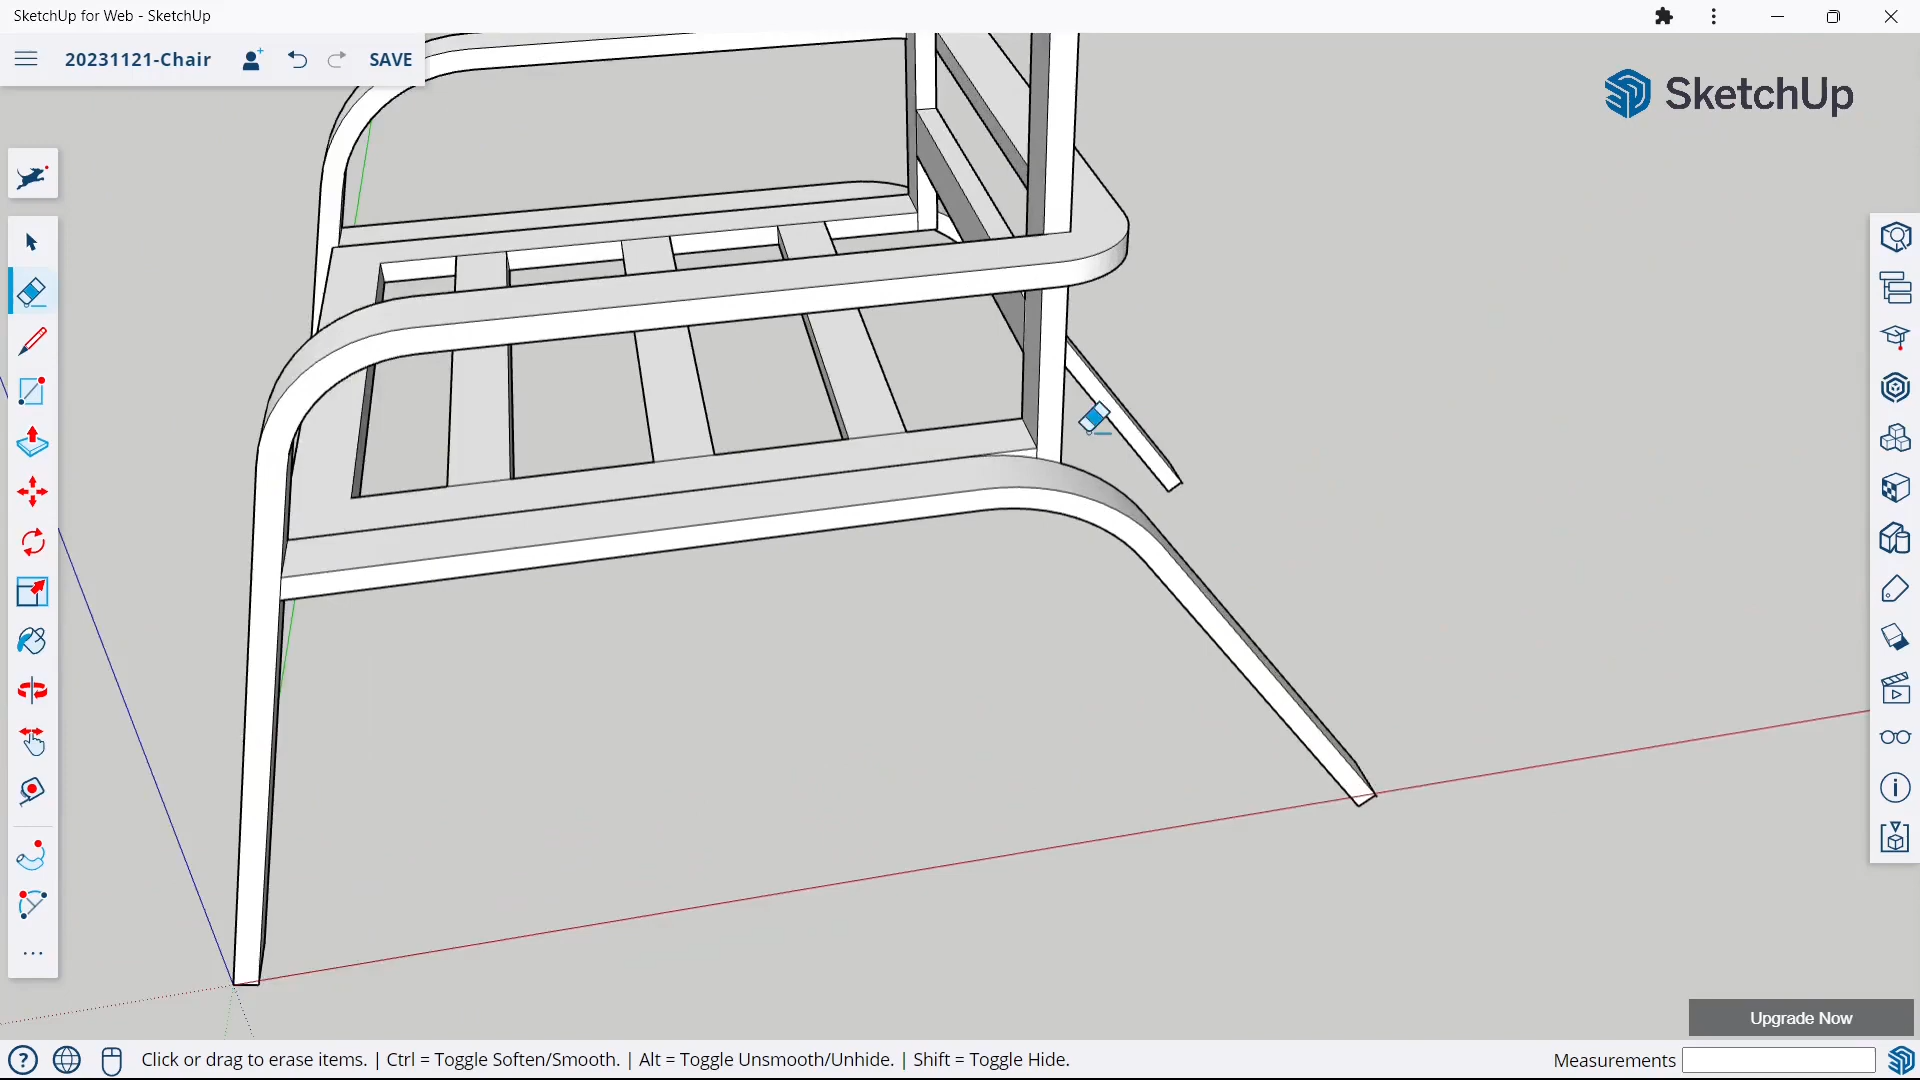 SketchUp for Web - SketchUp
20231121-Chair
SAVE
SketchUp
Upgrade Now
Click or drag to erase items. | Ctrl = Toggle Soften/Smooth. | Alt = Toggle Unsmooth/Unhide. | Shift = Toggle Hide.
Measurements